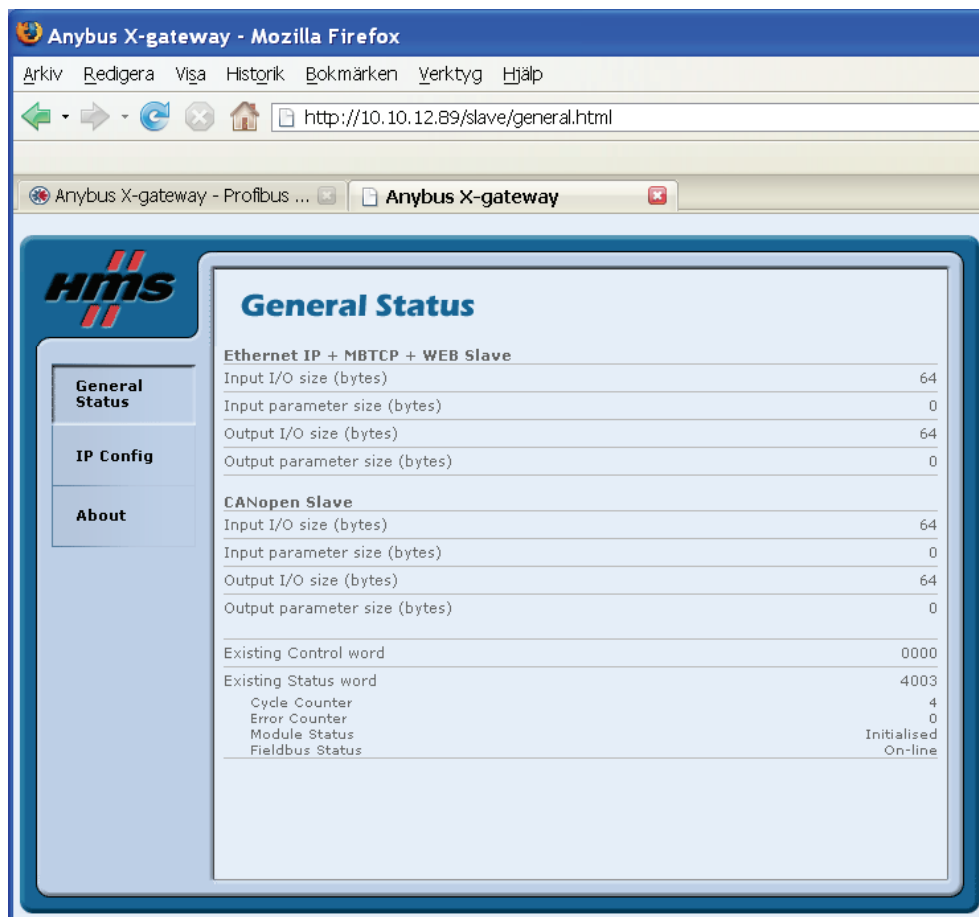 Anybus X-gateway - Mozilla Firefox
Arkiv Redigera Visa Historik Bokmärken Verktyg Hjälp
http://10.10.12.89/slave/general.html
Anybus X-gateway - Profibus ... Anybus X-gateway
HMS
General Status
General
Status
IP Config
About
Ethernet IP + MBTCP + WEB Slave
Input I/O size (bytes) 64
Input parameter size (bytes) 0
Output I/O size (bytes) 64
Output parameter size (bytes) 0
CANopen Slave
Input I/O size (bytes) 64
Input parameter size (bytes) 0
Output I/O size (bytes) 64
Output parameter size (bytes) 0
Existing Control word 0000
Existing Status word 4003
Cycle Counter 4
Error Counter 0
Module Status Initialised
Fieldbus Status On-line